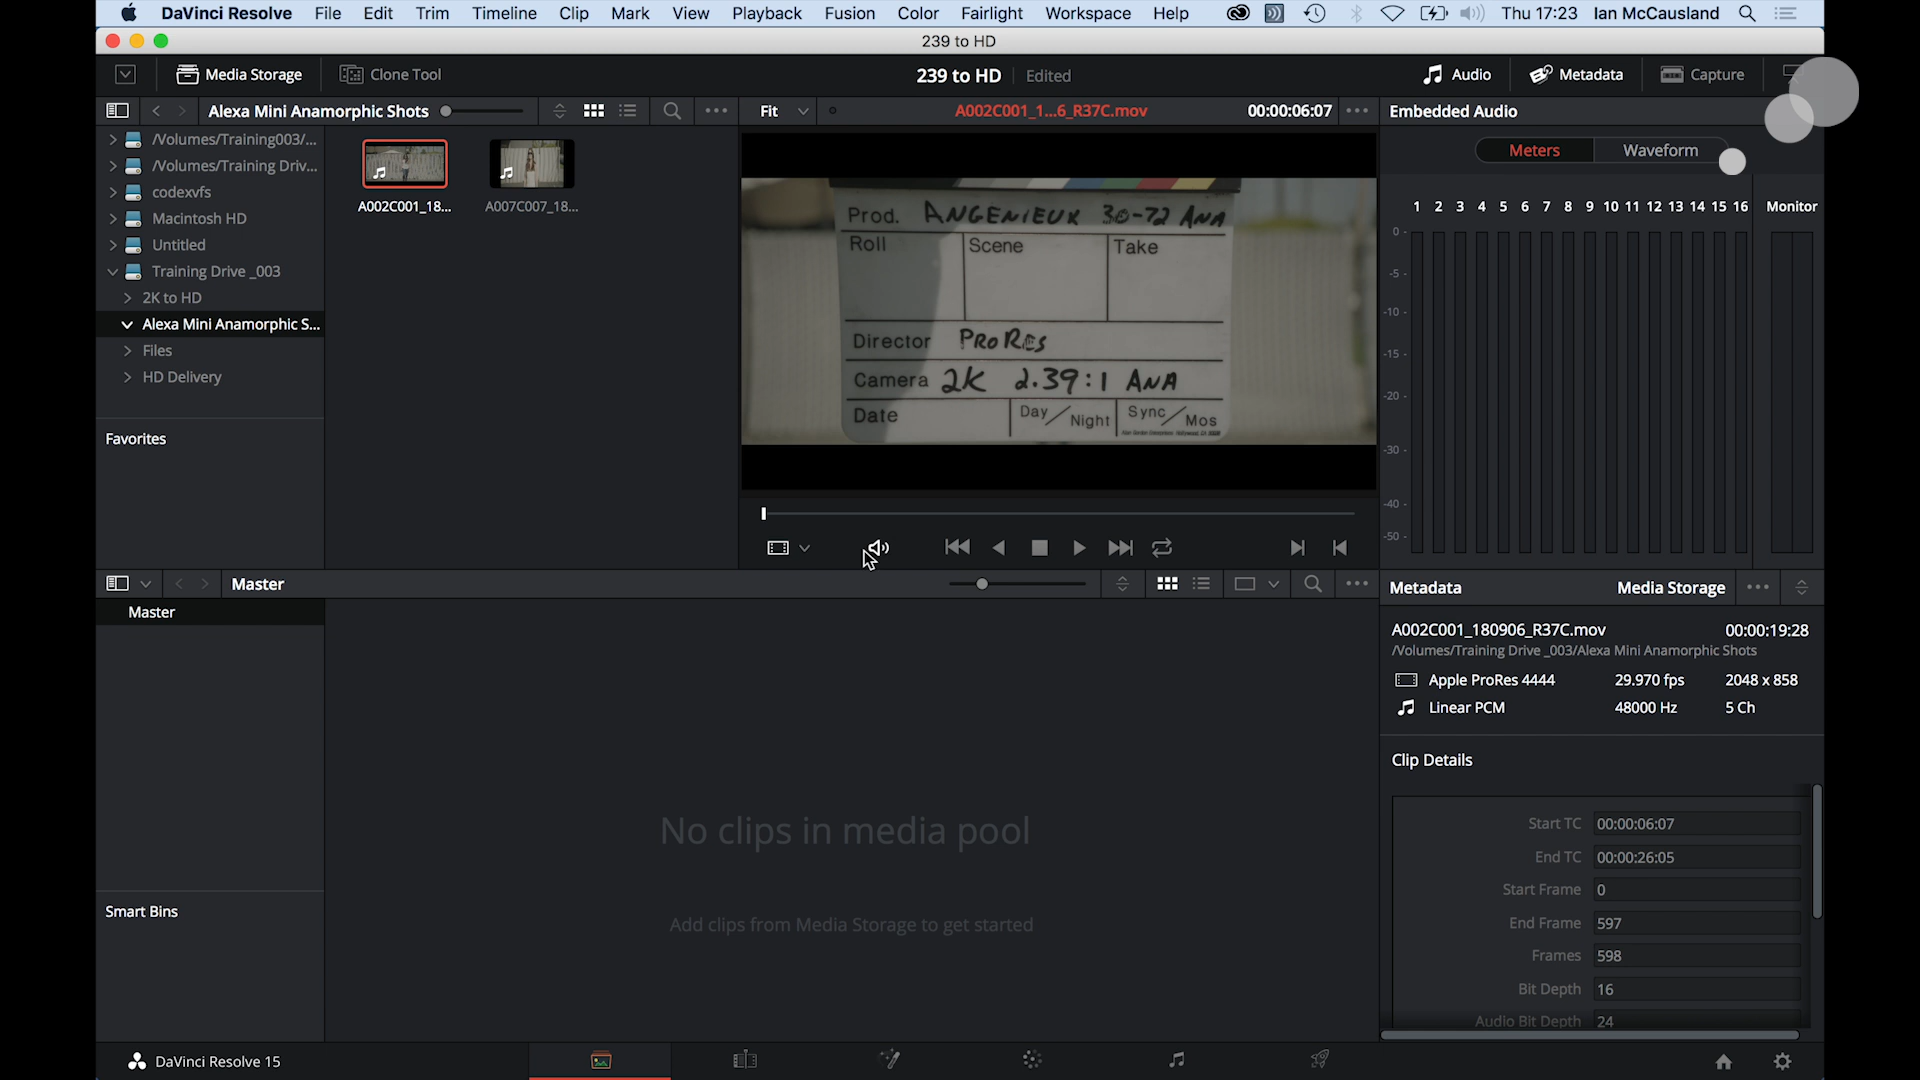 DaVinci Resolve File Edit Trim Timeline Clip Mark View Playback Fusion Color Fairlight Workspace Help Thu 17:23 Ian McCausland
239 to HD
Media Storage Clone Tool 239 to HD Edited Audio Metadata Capture
Alexa Mini Anamorphic Shots Fit A002C001_1...6_R37C.mov 00:00:06:07 Embedded Audio
/Volumes/Training003/...
/Volumes/Training Driv...
codexvfs
Macintosh HD
Untitled
Training Drive _003
2K to HD
Alexa Mini Anamorphic S...
Files
HD Delivery
Favorites
A002C001_18...
A007C007_18...
Prod. ANGENIEUX 30-72 ANA
Roll Scene Take
Director PRORES
Camera 2K 2.39:1 ANA
Date Day/Night Sync/Mos
Meters Waveform
1 2 3 4 5 6 7 8 9 10 11 12 13 14 15 16 Monitor
0 -
-5 -
-10 -
-15 -
-20 -
-30 -
-40 -
-50 -
Master
Master
No clips in media pool
Add clips from Media Storage to get started
Smart Bins
Metadata Media Storage
A002C001_180906_R37C.mov 00:00:19:28
/Volumes/Training Drive _003/Alexa Mini Anamorphic Shots
Apple ProRes 4444 29.970 fps 2048 x 858
Linear PCM 48000 Hz 5 Ch
Clip Details
Start TC 00:00:06:07
End TC 00:00:26:05
Start Frame 0
End Frame 597
Frames 598
Bit Depth 16
Audio Bit Depth 24
DaVinci Resolve 15